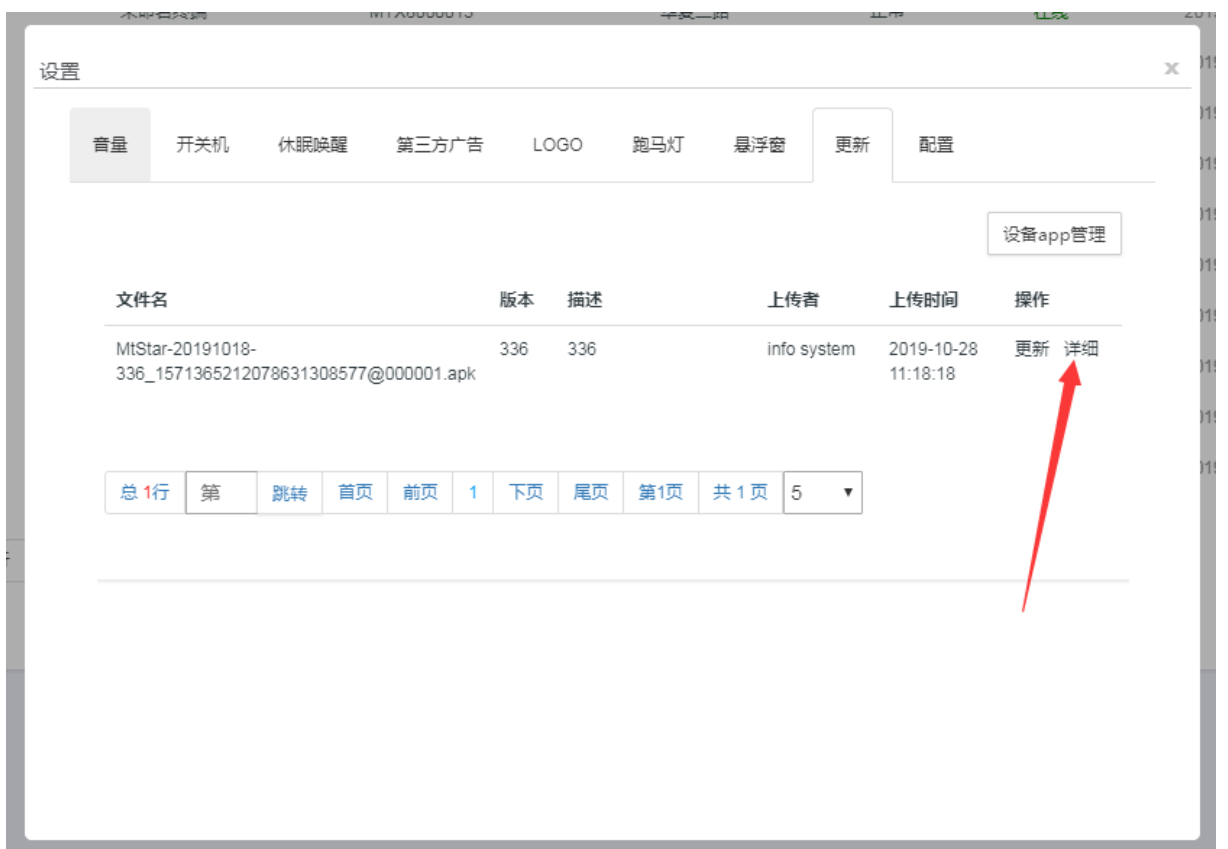 设置 x
音量 开关机 休眠唤醒 第三方广告 LOGO 跑马灯 悬浮窗 更新 配置
设备app管理
文件名 版本 描述 上传者 上传时间 操作
MtStar-20191018- 336 336 info system 2019-10-28 更新 详细
336_1571365212078631308577@000001.apk 11:18:18
总 1行 第 跳转 首页 前页 1 下页 尾页 第1页 共 1 页 5